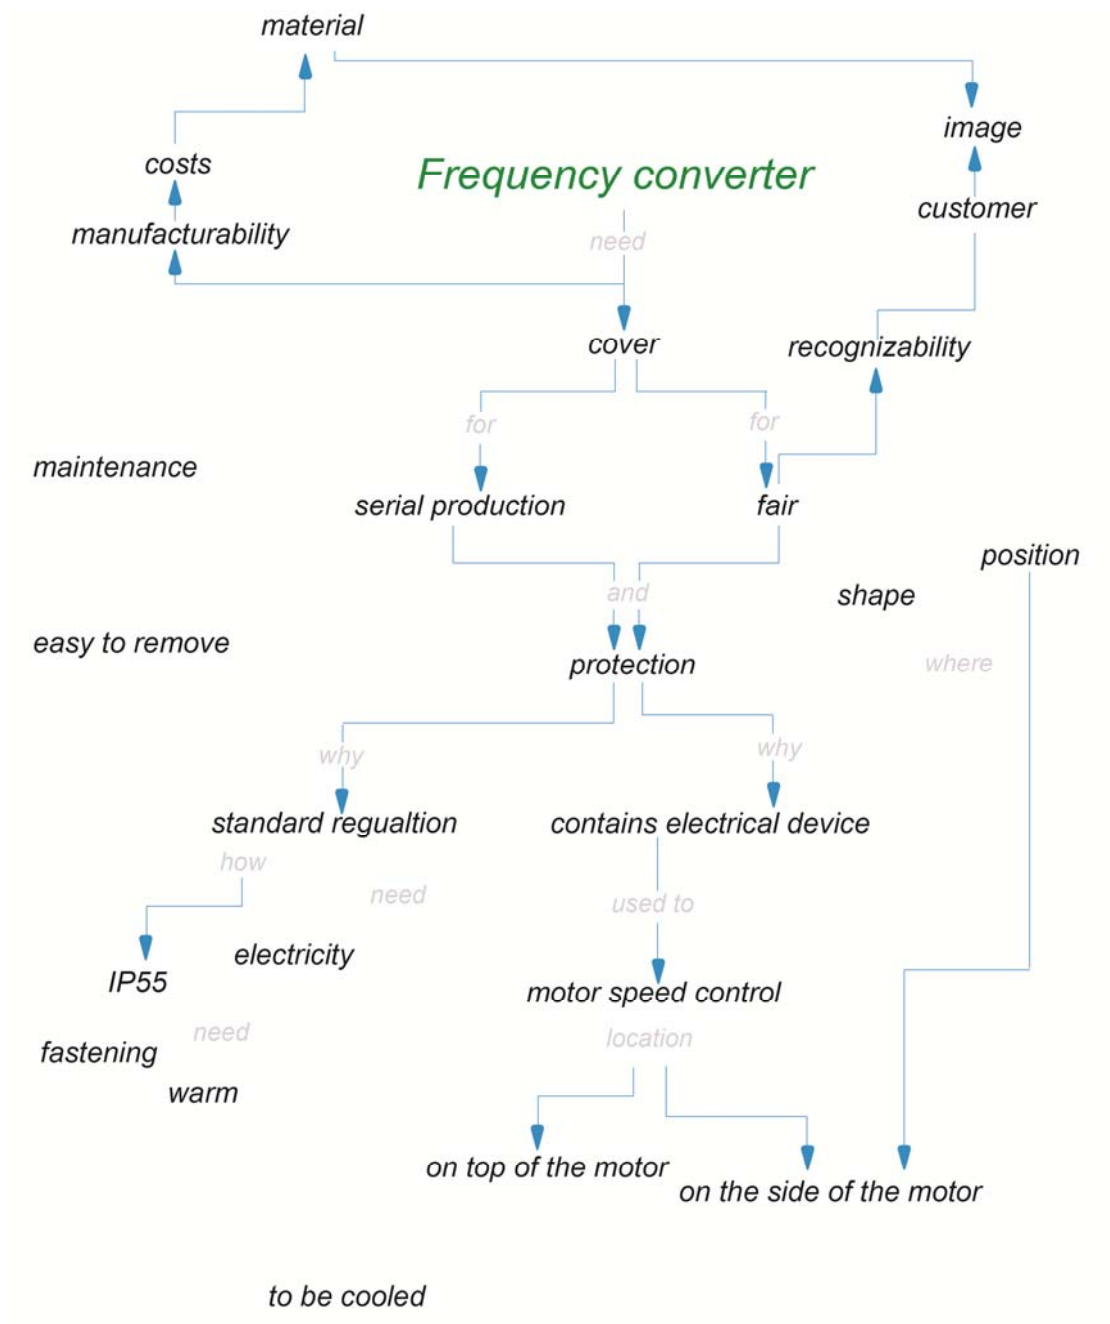 material
image
costs
Frequency converter
customer
manufacturability
need
cover
recognizability
for
for
maintenance
serial production
fair
position
and
shape
easy to remove
protection
where
why
why
standard regualtion
contains electrical device
how
need
used to
electricity
IP55
motor speed control
need
location
fastening
warm
on top of the motor
on the side of the motor
to be cooled